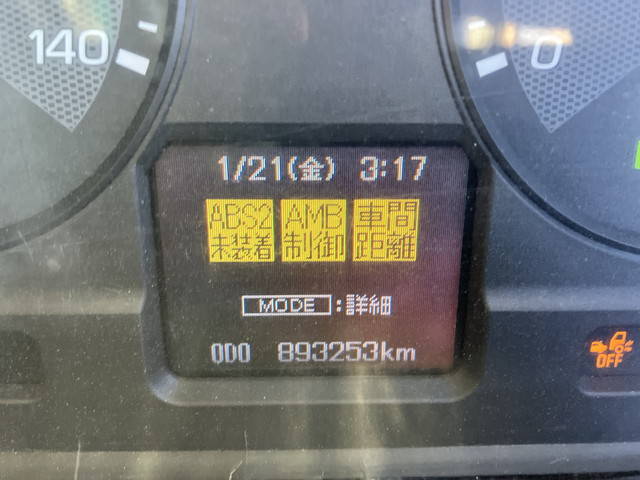 140
0
1/21(金) 3:17
ABS2 AMB 車間
未装着 制御 距離
MODE :詳細
ODO 893253km
OFF